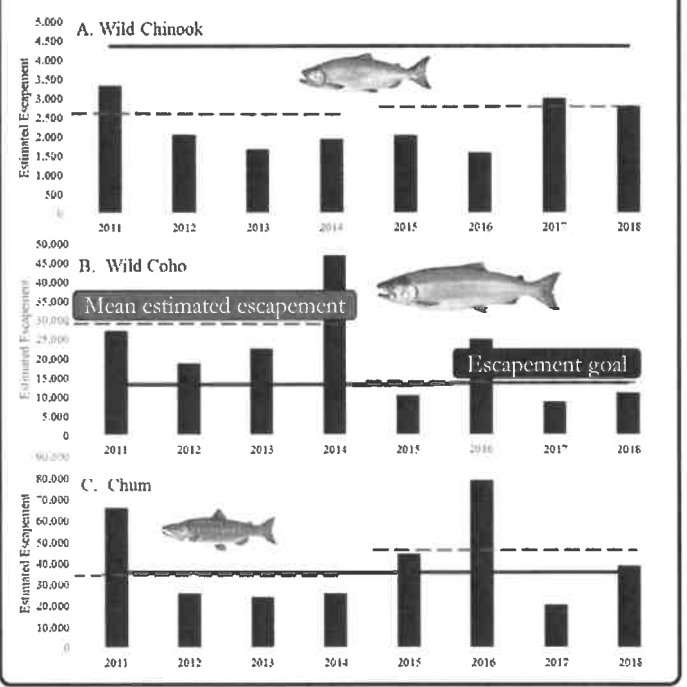 A. Wild Chinook
Estimated Escapement
5.000
4.500
4.000
3.500
3.000
2.500
2.000
1.500
1.000
500
0
2011 2012 2013 2014 2015 2016 2017 2018
B. Wild Coho
Estimated Escapement
50.000
45.000
40.000
35.000
30.000
25.000
20.000
15.000
10.000
5.000
0
Mean estimated escapement
Escapement goal
2011 2012 2013 2014 2015 2016 2017 2018
C. Chum
Estimated Escapement
90.000
80.000
70.000
60.000
50.000
40.000
30.000
20.000
10.000
0
2011 2012 2013 2014 2015 2016 2017 2018